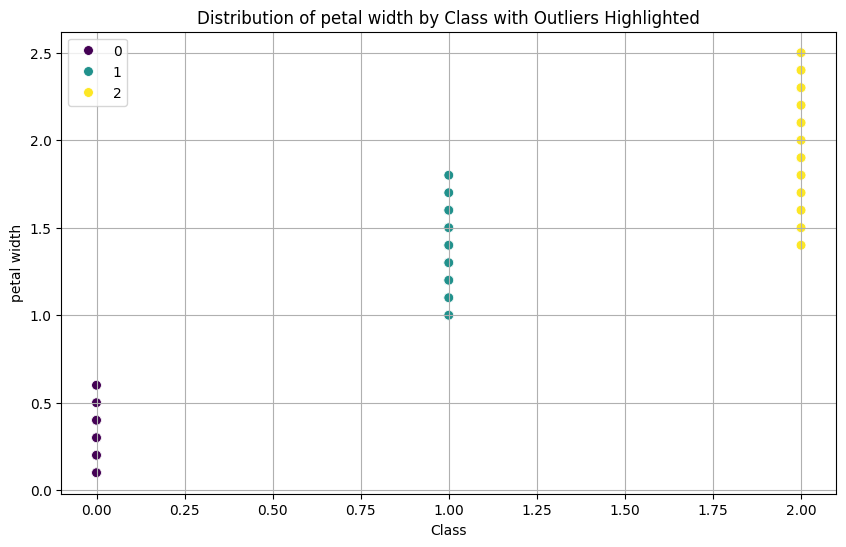 Distribution of petal width by Class with Outliers Highlighted
0
1
2
2.5
2.0
1.5
1.0
0.5
0.0
petal width
0.00 0.25 0.50 0.75 1.00 1.25 1.50 1.75 2.00
Class